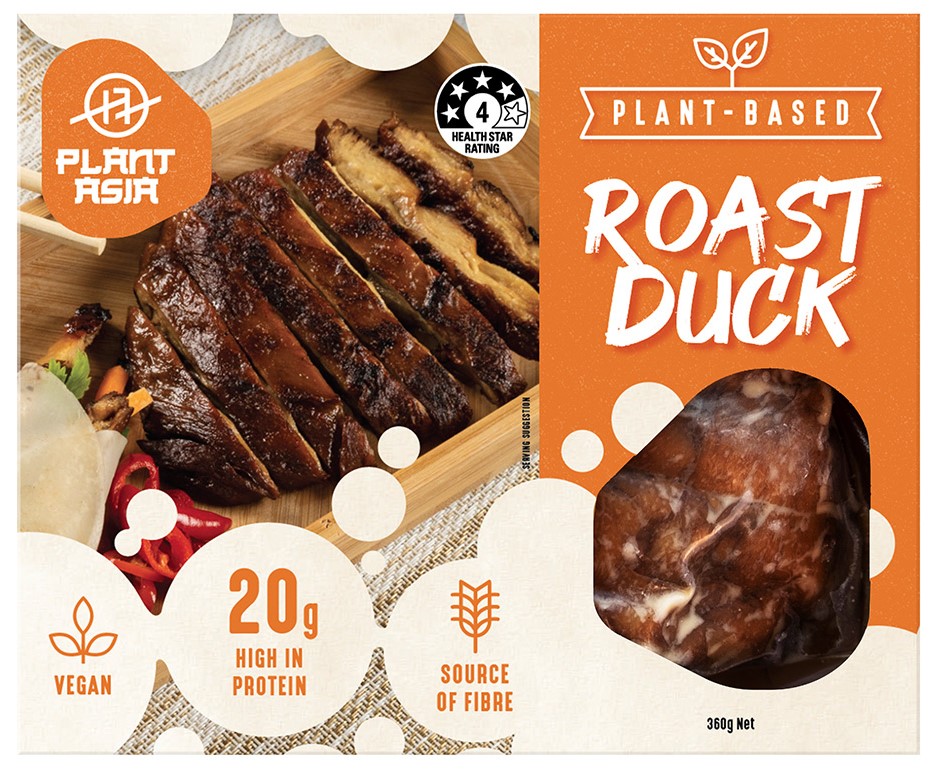 PLANT
ASIA
4
HEALTH STAR
RATING
PLANT-BASED
ROAST
DUCK
SERVING SUGGESTION
VEGAN
20g
HIGH IN
PROTEIN
SOURCE
OF FIBRE
360g Net